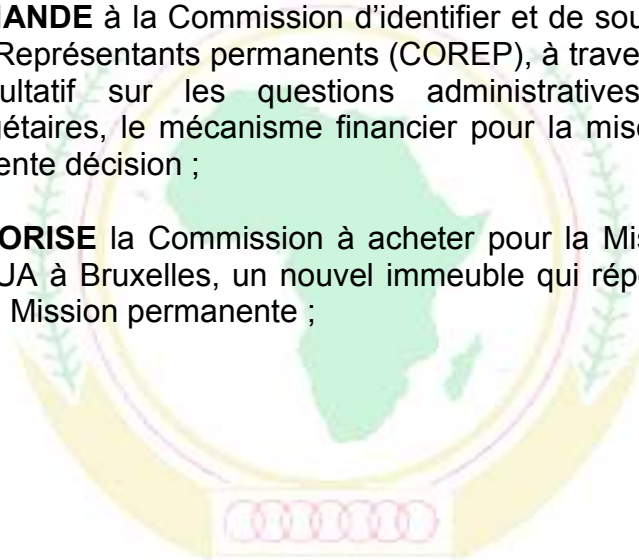 ANDE à la Commission d’identifier et de sou
Représentants permanents (COREP), à trave
ultatif sur les questions administratives
gétaires, le mécanisme financier pour la mise
ente décision ;
ORISE la Commission à acheter pour la Mis
UA à Bruxelles, un nouvel immeuble qui rép
Mission permanente ;